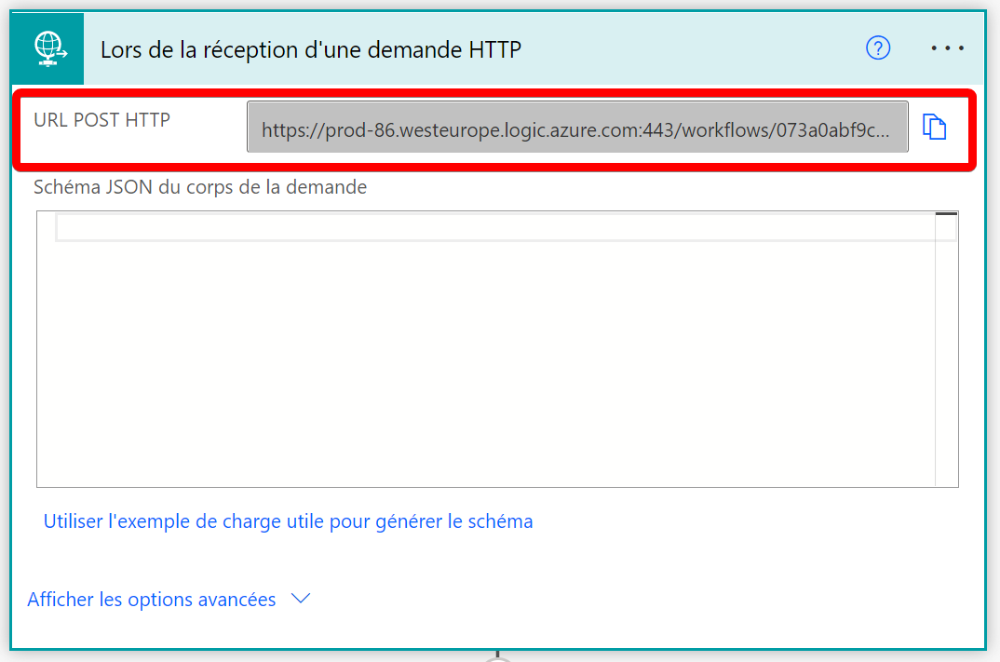 Lors de la réception d'une demande HTTP
URL POST HTTP
https://prod-86.westeurope.logic.azure.com:443/workflows/073a0abf9c...
Schéma JSON du corps de la demande
Utiliser l'exemple de charge utile pour générer le schéma
Afficher les options avancées